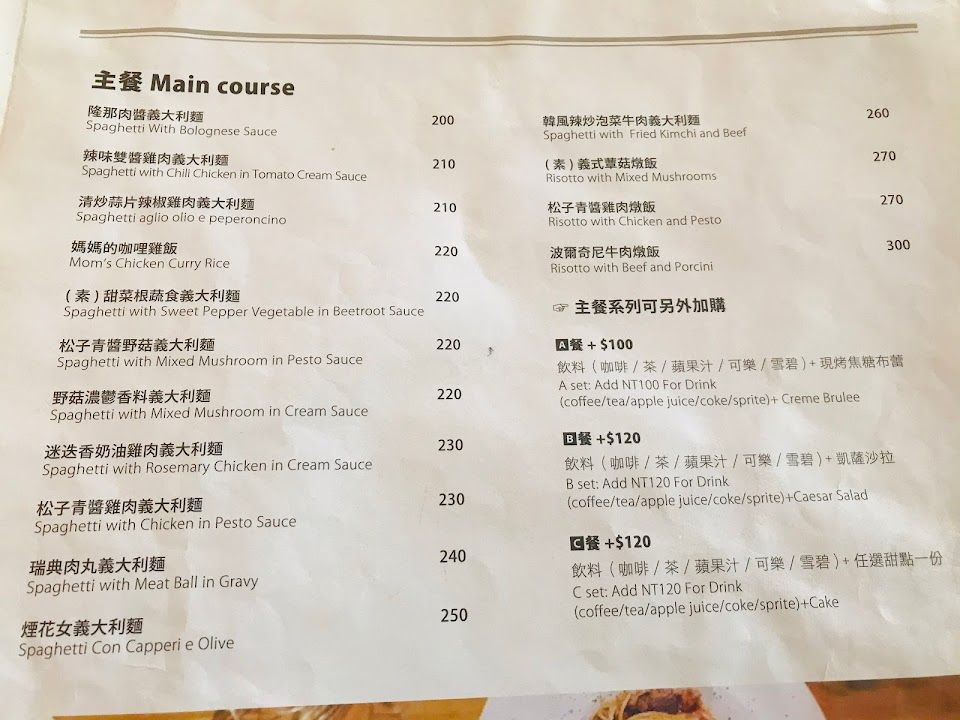 主餐 Main course
隆那肉醬義大利麵 200
Spaghetti With Bolognese Sauce
辣味雙醬雞肉義大利麵 210
Spaghetti with Chili Chicken in Tomato Cream Sauce
清炒蒜片辣椒雞肉義大利麵 210
Spaghetti aglio olio e peperoncino
媽媽的咖哩雞飯 220
Mom's Chicken Curry Rice
( 素 ) 甜菜根蔬食義大利麵 220
Spaghetti with Sweet Pepper Vegetable in Beetroot Sauce
松子青醬野菇義大利麵 220
Spaghetti with Mixed Mushroom in Pesto Sauce
野菇濃鬱香料義大利麵 220
Spaghetti with Mixed Mushroom in Cream Sauce
迷迭香奶油雞肉義大利麵 230
Spaghetti with Rosemary Chicken in Cream Sauce
松子青醬雞肉義大利麵 230
Spaghetti with Chicken in Pesto Sauce
瑞典肉丸義大利麵 240
Spaghetti with Meat Ball in Gravy
煙花女義大利麵 250
Spaghetti Con Capperi e Olive
韓風辣炒泡菜牛肉義大利麵 260
Spaghetti with Fried Kimchi and Beef
( 素 ) 義式蕈菇燉飯 270
Risotto with Mixed Mushrooms
松子青醬雞肉燉飯 270
Risotto with Chicken and Pesto
波爾奇尼牛肉燉飯 300
Risotto with Beef and Porcini
☞ 主餐系列可另外加購
A餐 + $100
飲料 ( 咖啡 / 茶 / 蘋果汁 / 可樂 / 雪碧 ) + 現烤焦糖布蕾
A set: Add NT100 For Drink
(coffee/tea/apple juice/coke/sprite)+ Creme Brulee
B餐 +$120
飲料 ( 咖啡 / 茶 / 蘋果汁 / 可樂 / 雪碧 ) + 凱薩沙拉
B set: Add NT120 For Drink
(coffee/tea/apple juice/coke/sprite)+Caesar Salad
C餐 +$120
飲料 ( 咖啡 / 茶 / 蘋果汁 / 可樂 / 雪碧 ) + 任選甜點一份
C set: Add NT120 For Drink
(coffee/tea/apple juice/coke/sprite)+Cake